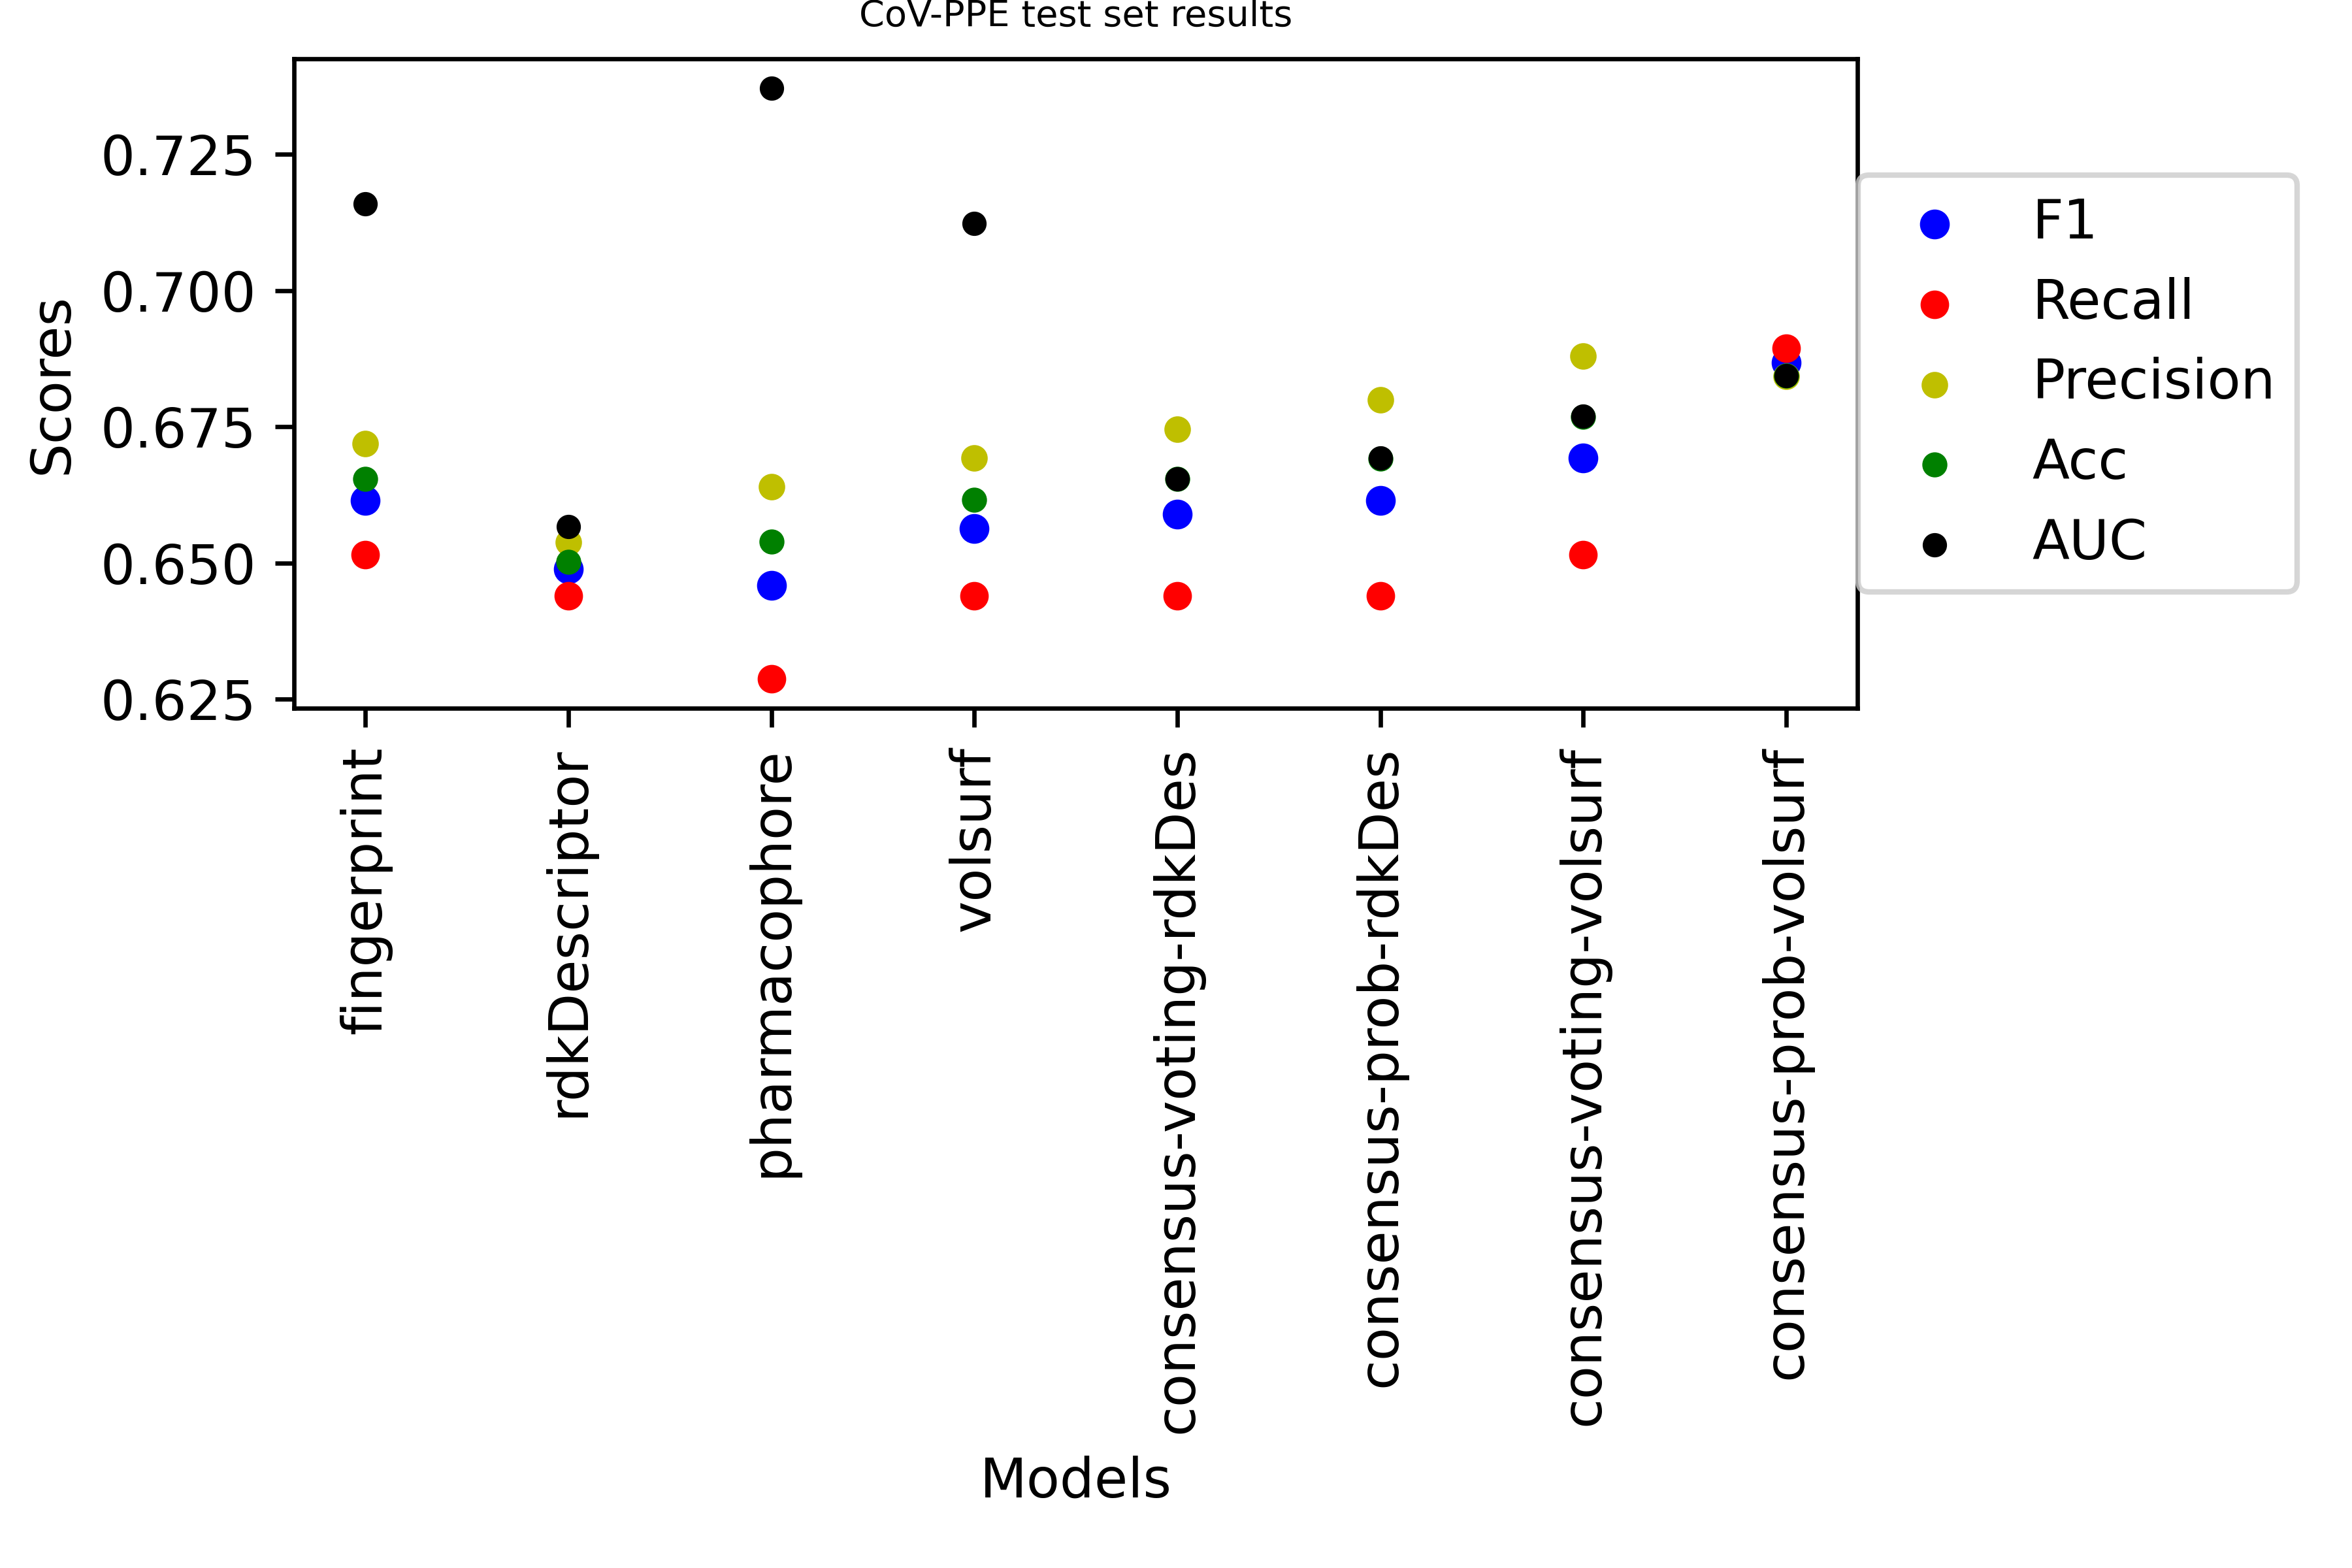 CoV-PPE test set results
Scores
0.725
0.700
0.675
0.650
0.625
F1
Recall
Precision
Acc
AUC
fingerprint
rdkDescriptor
pharmacophore
volsurf
consensus-voting-rdkDes
consensus-prob-rdkDes
consensus-voting-volsurf
consensus-prob-volsurf
Models